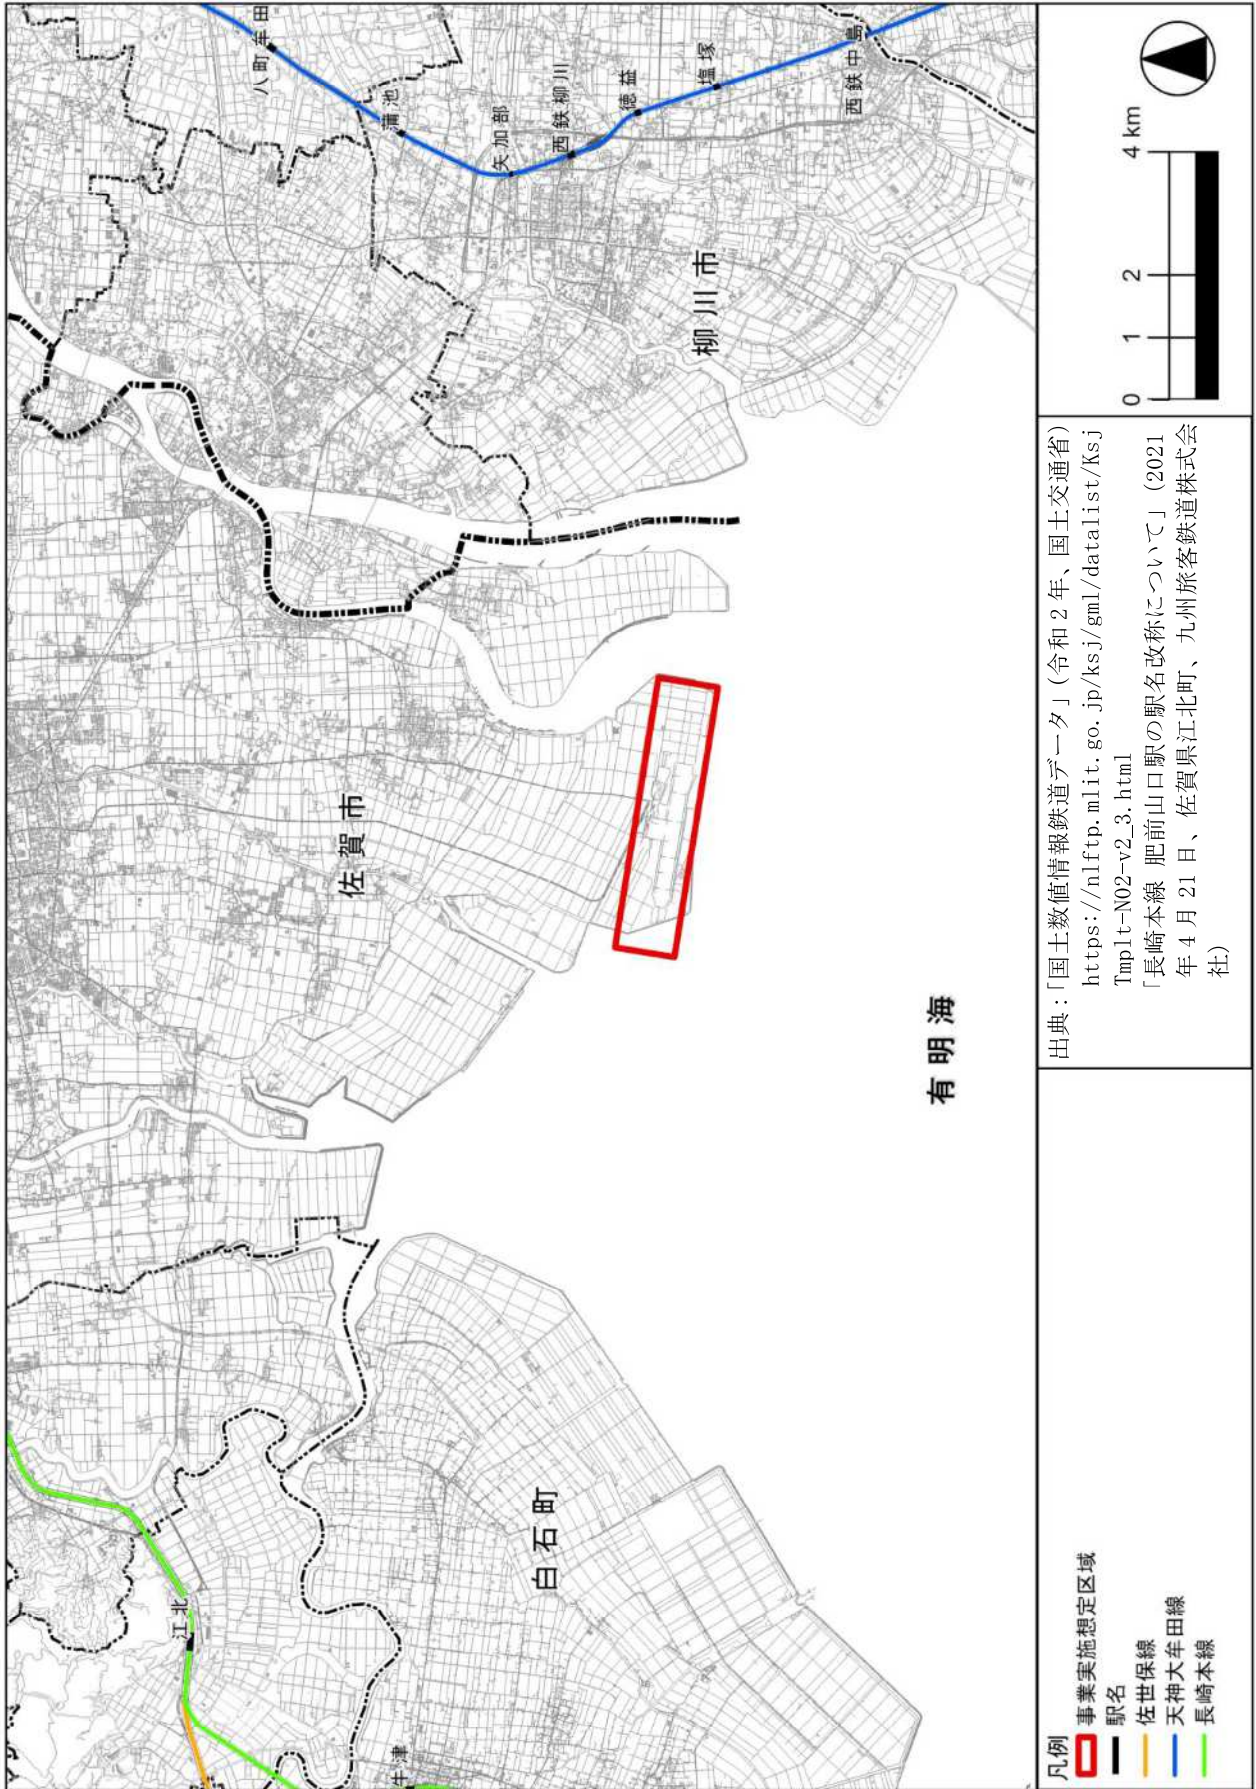 八町牟田
蒲池
矢加部
西鉄柳川
徳益
塩塚
西鉄中島
柳川市
佐賀市
有明海
白石町
江北
牛津
凡例
事業実施想定区域
駅名
佐世保線
天神大牟田線
長崎本線
出典：「国土数値情報鉄道データ」（令和２年、国土交通省）
https://nlftp.mlit.go.jp/ksj/gml/datalist/Ksj
Tmplt-N02-v2_3.html
「長崎本線 肥前山口駅の駅名改称について」（2021
年４月 21 日、佐賀県江北町、九州旅客鉄道株式会
社）
0 1 2 4 km